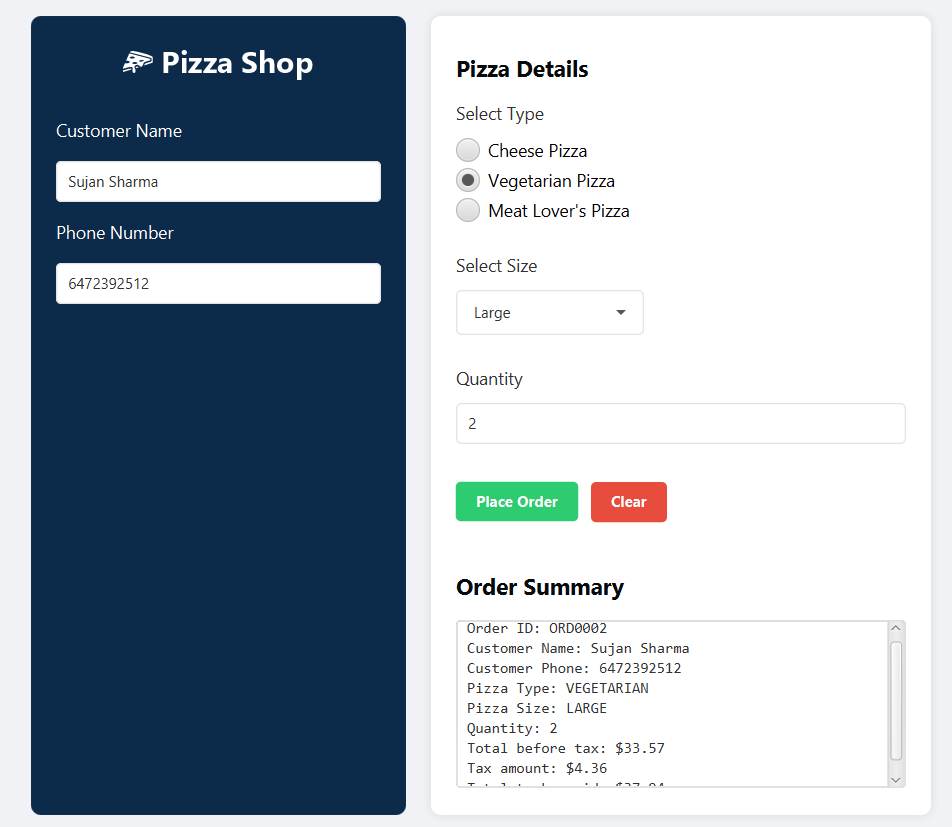 Pizza Shop
Customer Name
Sujan Sharma
Phone Number
6472392512
Pizza Details
Select Type
Cheese Pizza
Vegetarian Pizza
Meat Lover's Pizza
Select Size
Large
Quantity
2
Place Order
Clear
Order Summary
Order ID: ORD0002
Customer Name: Sujan Sharma
Customer Phone: 6472392512
Pizza Type: VEGETARIAN
Pizza Size: LARGE
Quantity: 2
Total before tax: $33.57
Tax amount: $4.36